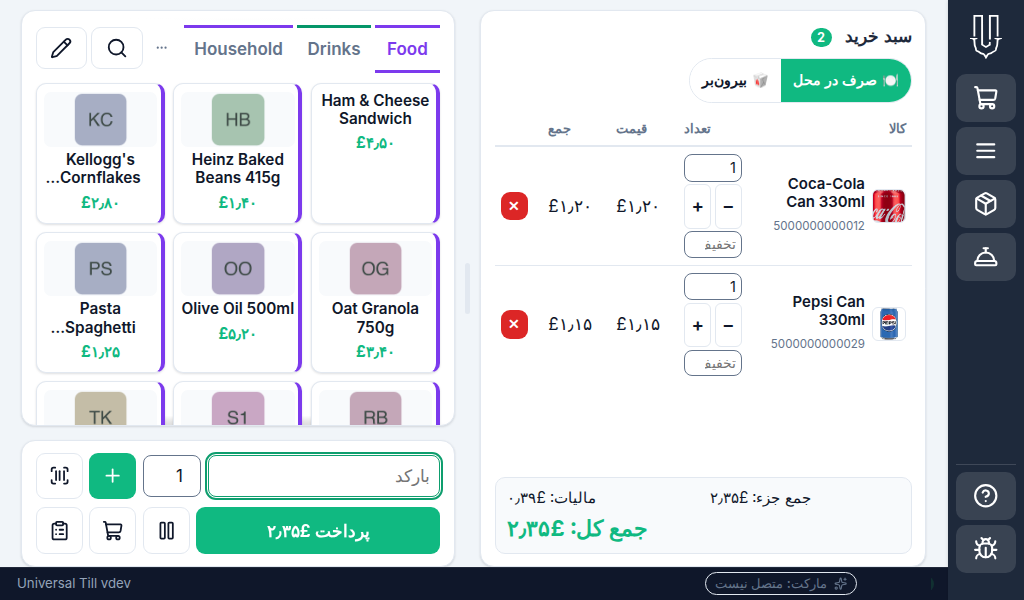 سبد خرید 2
🍽️ صرف در محل
🥡 بیرون‌بر
کالا تعداد قیمت جمع
Coca-Cola
Can 330ml
5000000000012
1
− +
تخفیف
£۱٫۲۰ £۱٫۲۰
Pepsi Can
330ml
5000000000029
1
− +
تخفیف
£۱٫۱۵ £۱٫۱۵
جمع جزء: £۲٫۳۵
مالیات: £۰٫۳۹
جمع کل: £۲٫۳۵
Food
Drinks
Household
...
Ham & Cheese
Sandwich
£۴٫۵۰
HB
Heinz Baked
Beans 415g
£۱٫۴۰
KC
Kellogg's
Cornflakes...
£۲٫۸۰
OG
Oat Granola
750g
£۳٫۴۰
OO
Olive Oil 500ml
£۵٫۲۰
PS
Pasta
Spaghetti...
£۱٫۲۵
RB
S1
TK
بارکد
1
پرداخت £۲٫۳۵
مارکت: متصل نیست
Universal Till vdev